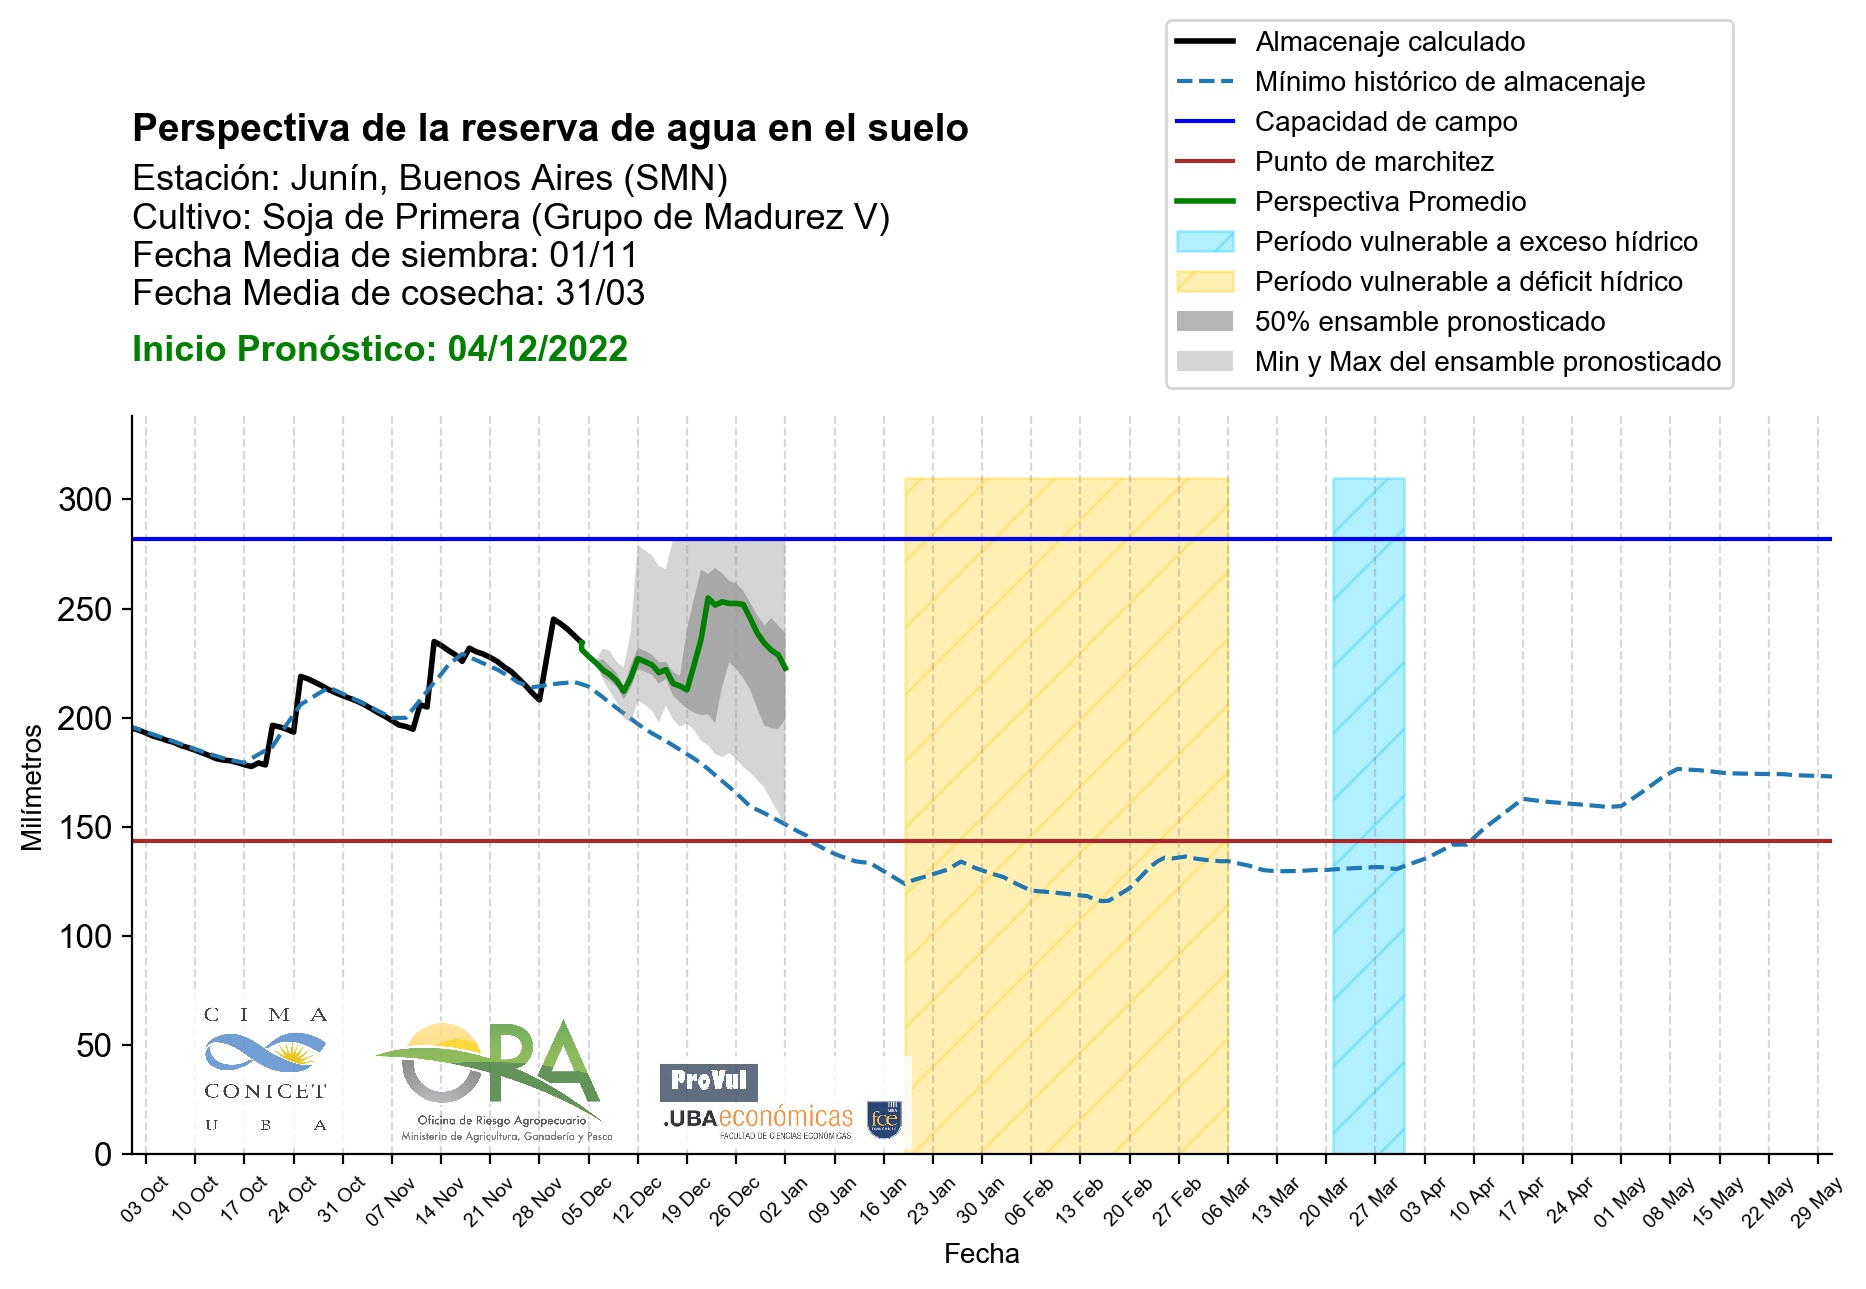 Almacenaje calculado
Mínimo histórico de almacenaje
Capacidad de campo
Punto de marchitez
Perspectiva Promedio
Período vulnerable a exceso hídrico
Período vulnerable a déficit hídrico
50% ensamble pronosticado
Min y Max del ensamble pronosticado
Perspectiva de la reserva de agua en el suelo
Estación: Junín, Buenos Aires (SMN)
Cultivo: Soja de Primera (Grupo de Madurez V)
Fecha Media de siembra: 01/11
Fecha Media de cosecha: 31/03
Inicio Pronóstico: 04/12/2022
Milímetros
300
250
200
150
100
50
0
CIMA
CONICET
UBA
ORA
Oficina de Riesgo Agropecuario
Ministerio de Agricultura, Ganadería y Pesca
ProVul
.UBAeconómicas
FACULTAD DE CIENCIAS ECONÓMICAS
UBA
fce
ECONÓMICAS
03 Oct
10 Oct
17 Oct
24 Oct
31 Oct
07 Nov
14 Nov
21 Nov
28 Nov
05 Dec
12 Dec
19 Dec
26 Dec
02 Jan
09 Jan
16 Jan
23 Jan
30 Jan
06 Feb
13 Feb
20 Feb
27 Feb
06 Mar
13 Mar
20 Mar
27 Mar
03 Apr
10 Apr
17 Apr
24 Apr
01 May
08 May
15 May
22 May
29 May
Fecha